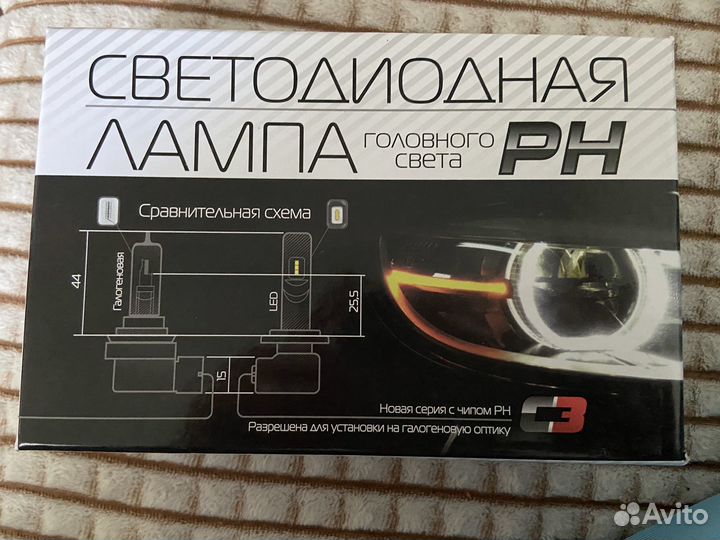 СВЕТОДИОДНАЯ
ЛАМПА ГОЛОВНОГО СВЕТА PH
Сравнительная схема
44
Галогеновая
LED
25,5
15
Новая серия с чипом PH
Разрешена для установки на галогеновую оптику
C3
Avito